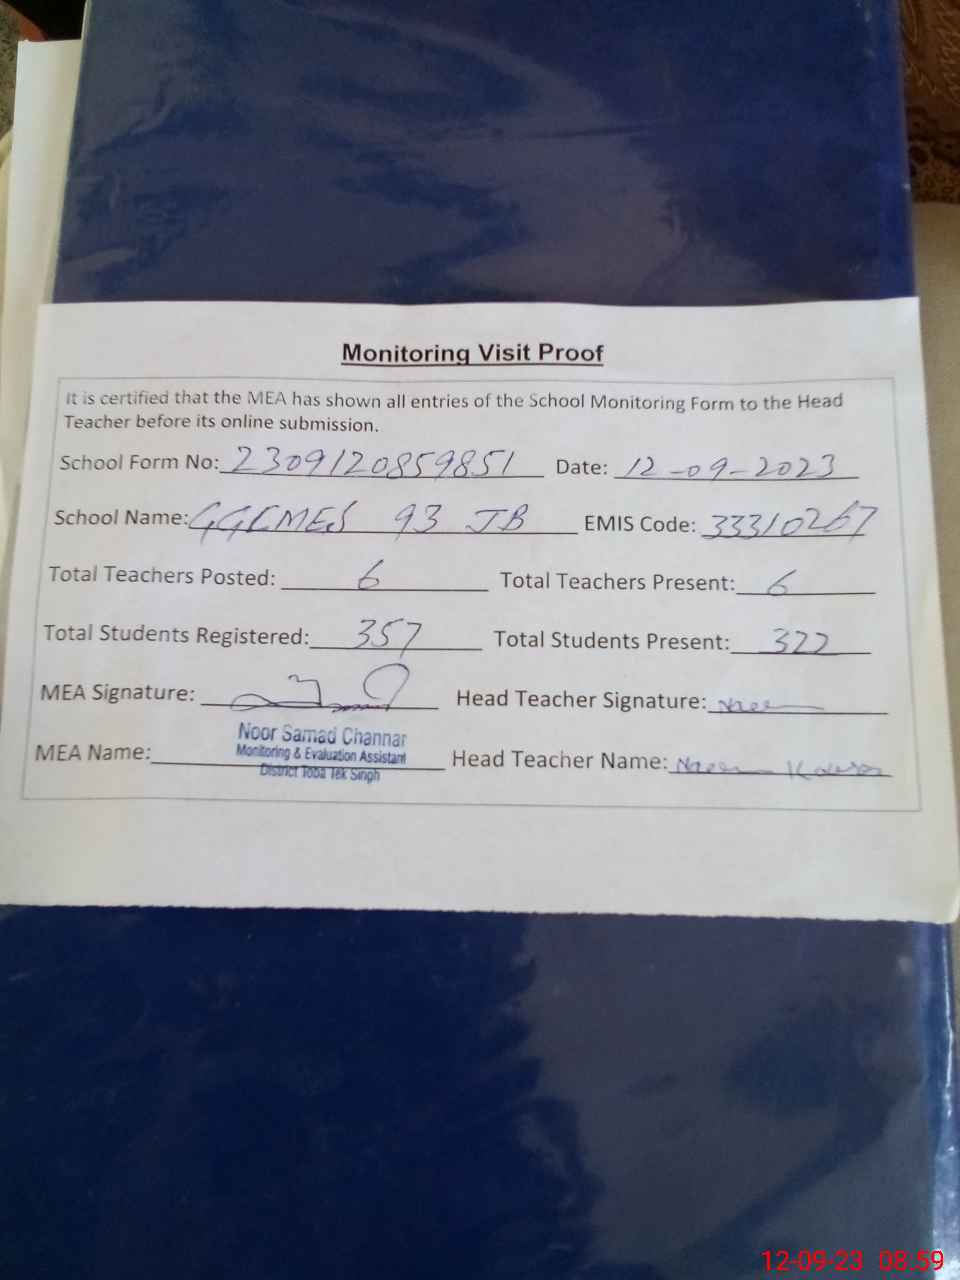 Monitoring Visit Proof
It is certified that the MEA has shown all entries of the School Monitoring Form to the Head
Teacher before its online submission.
School Form No: 2309120859851 Date: 12-09-2023
School Name: GGCMES 93 JB EMIS Code: 33310267
Total Teachers Posted: 6 Total Teachers Present: 6
Total Students Registered: 357 Total Students Present: 322
MEA Signature: Head Teacher Signature:
MEA Name: Noor Samad Channar
Monitoring & Evaluation Assistant
District Toba Tek Singh
Head Teacher Name:
12-09-23 08.59